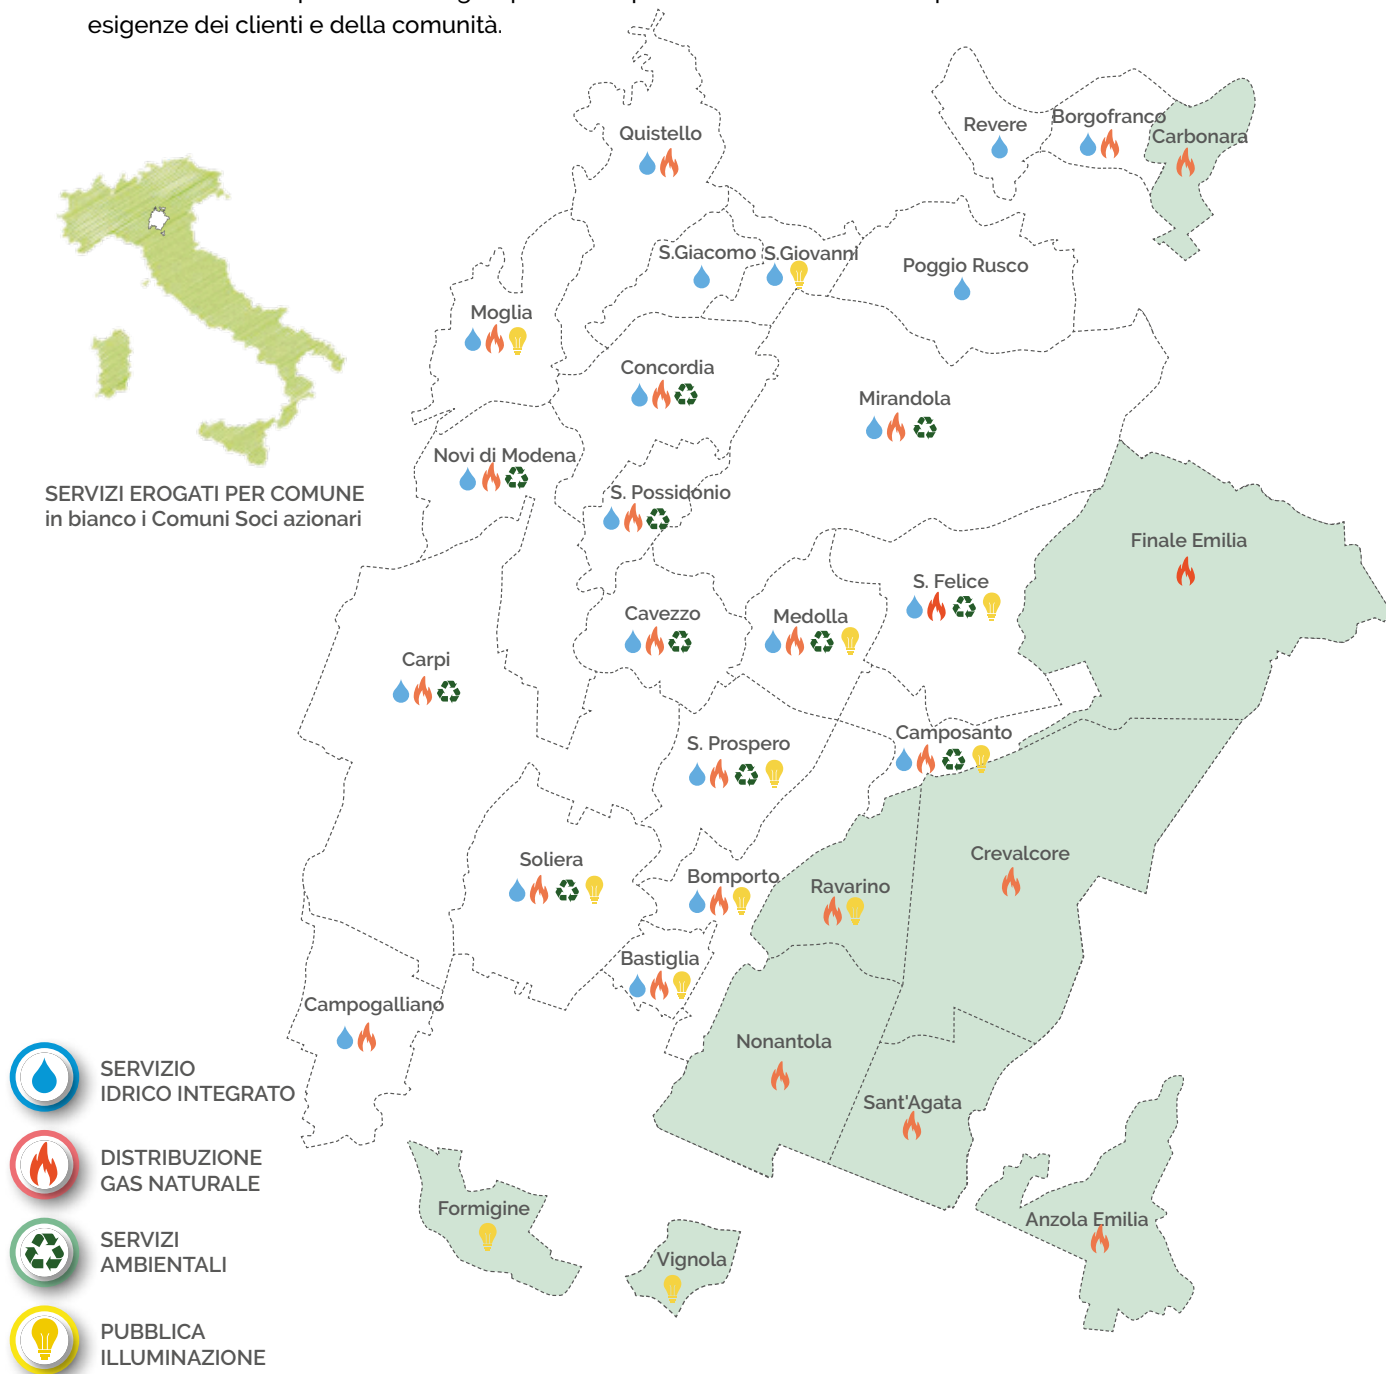 esigenze dei clienti e della comunità.
Quistello
Revere
Borgofranco
Carbonara
S.Giacomo
S.Giovanni
Poggio Rusco
Moglia
Concordia
Mirandola
Novi di Modena
S. Possidonio
SERVIZI EROGATI PER COMUNE
in bianco i Comuni Soci azionari
Finale Emilia
S. Felice
Cavezzo
Medolla
Carpi
Camposanto
S. Prospero
Crevalcore
Soliera
Bomporto
Ravarino
Bastiglia
Campogalliano
Nonantola
Sant'Agata
SERVIZIO
IDRICO INTEGRATO
DISTRIBUZIONE
GAS NATURALE
Formigine
Anzola Emilia
SERVIZI
AMBIENTALI
Vignola
PUBBLICA
ILLUMINAZIONE